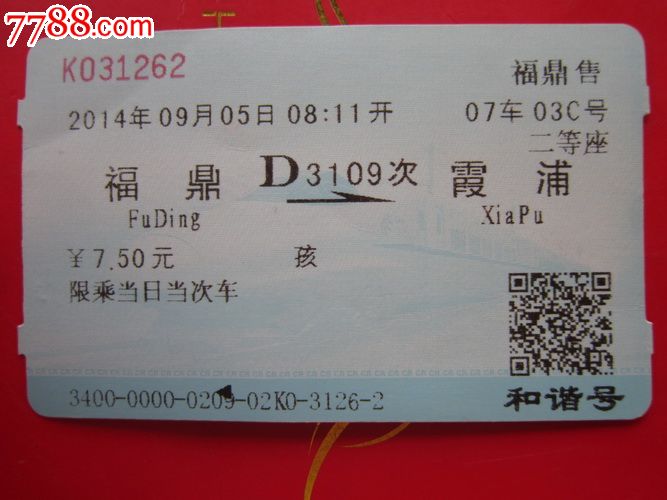 7788.com
K031262
福鼎售
2014年09月05日08:11开
07车03C号
二等座
福鼎 D3109次 霞浦
FuDing XiaPu
￥7.50元 孩
限乘当日当次车
3400-0000-0209-02K0-3126-2
和谐号